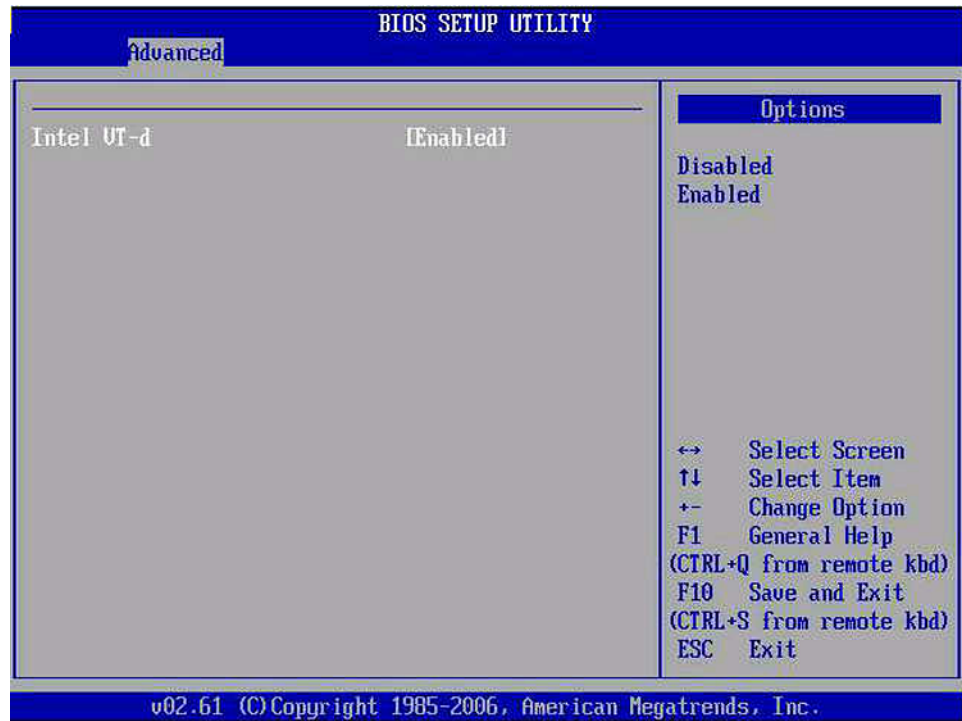 BIOS SETUP UTILITY
Advanced
Intel VT-d [Enabled]
Options
Disabled
Enabled
↔ Select Screen
↑↓ Select Item
+- Change Option
F1 General Help
(CTRL+Q from remote kbd)
F10 Save and Exit
(CTRL+S from remote kbd)
ESC Exit
v02.61 (C)Copyright 1985-2006, American Megatrends, Inc.